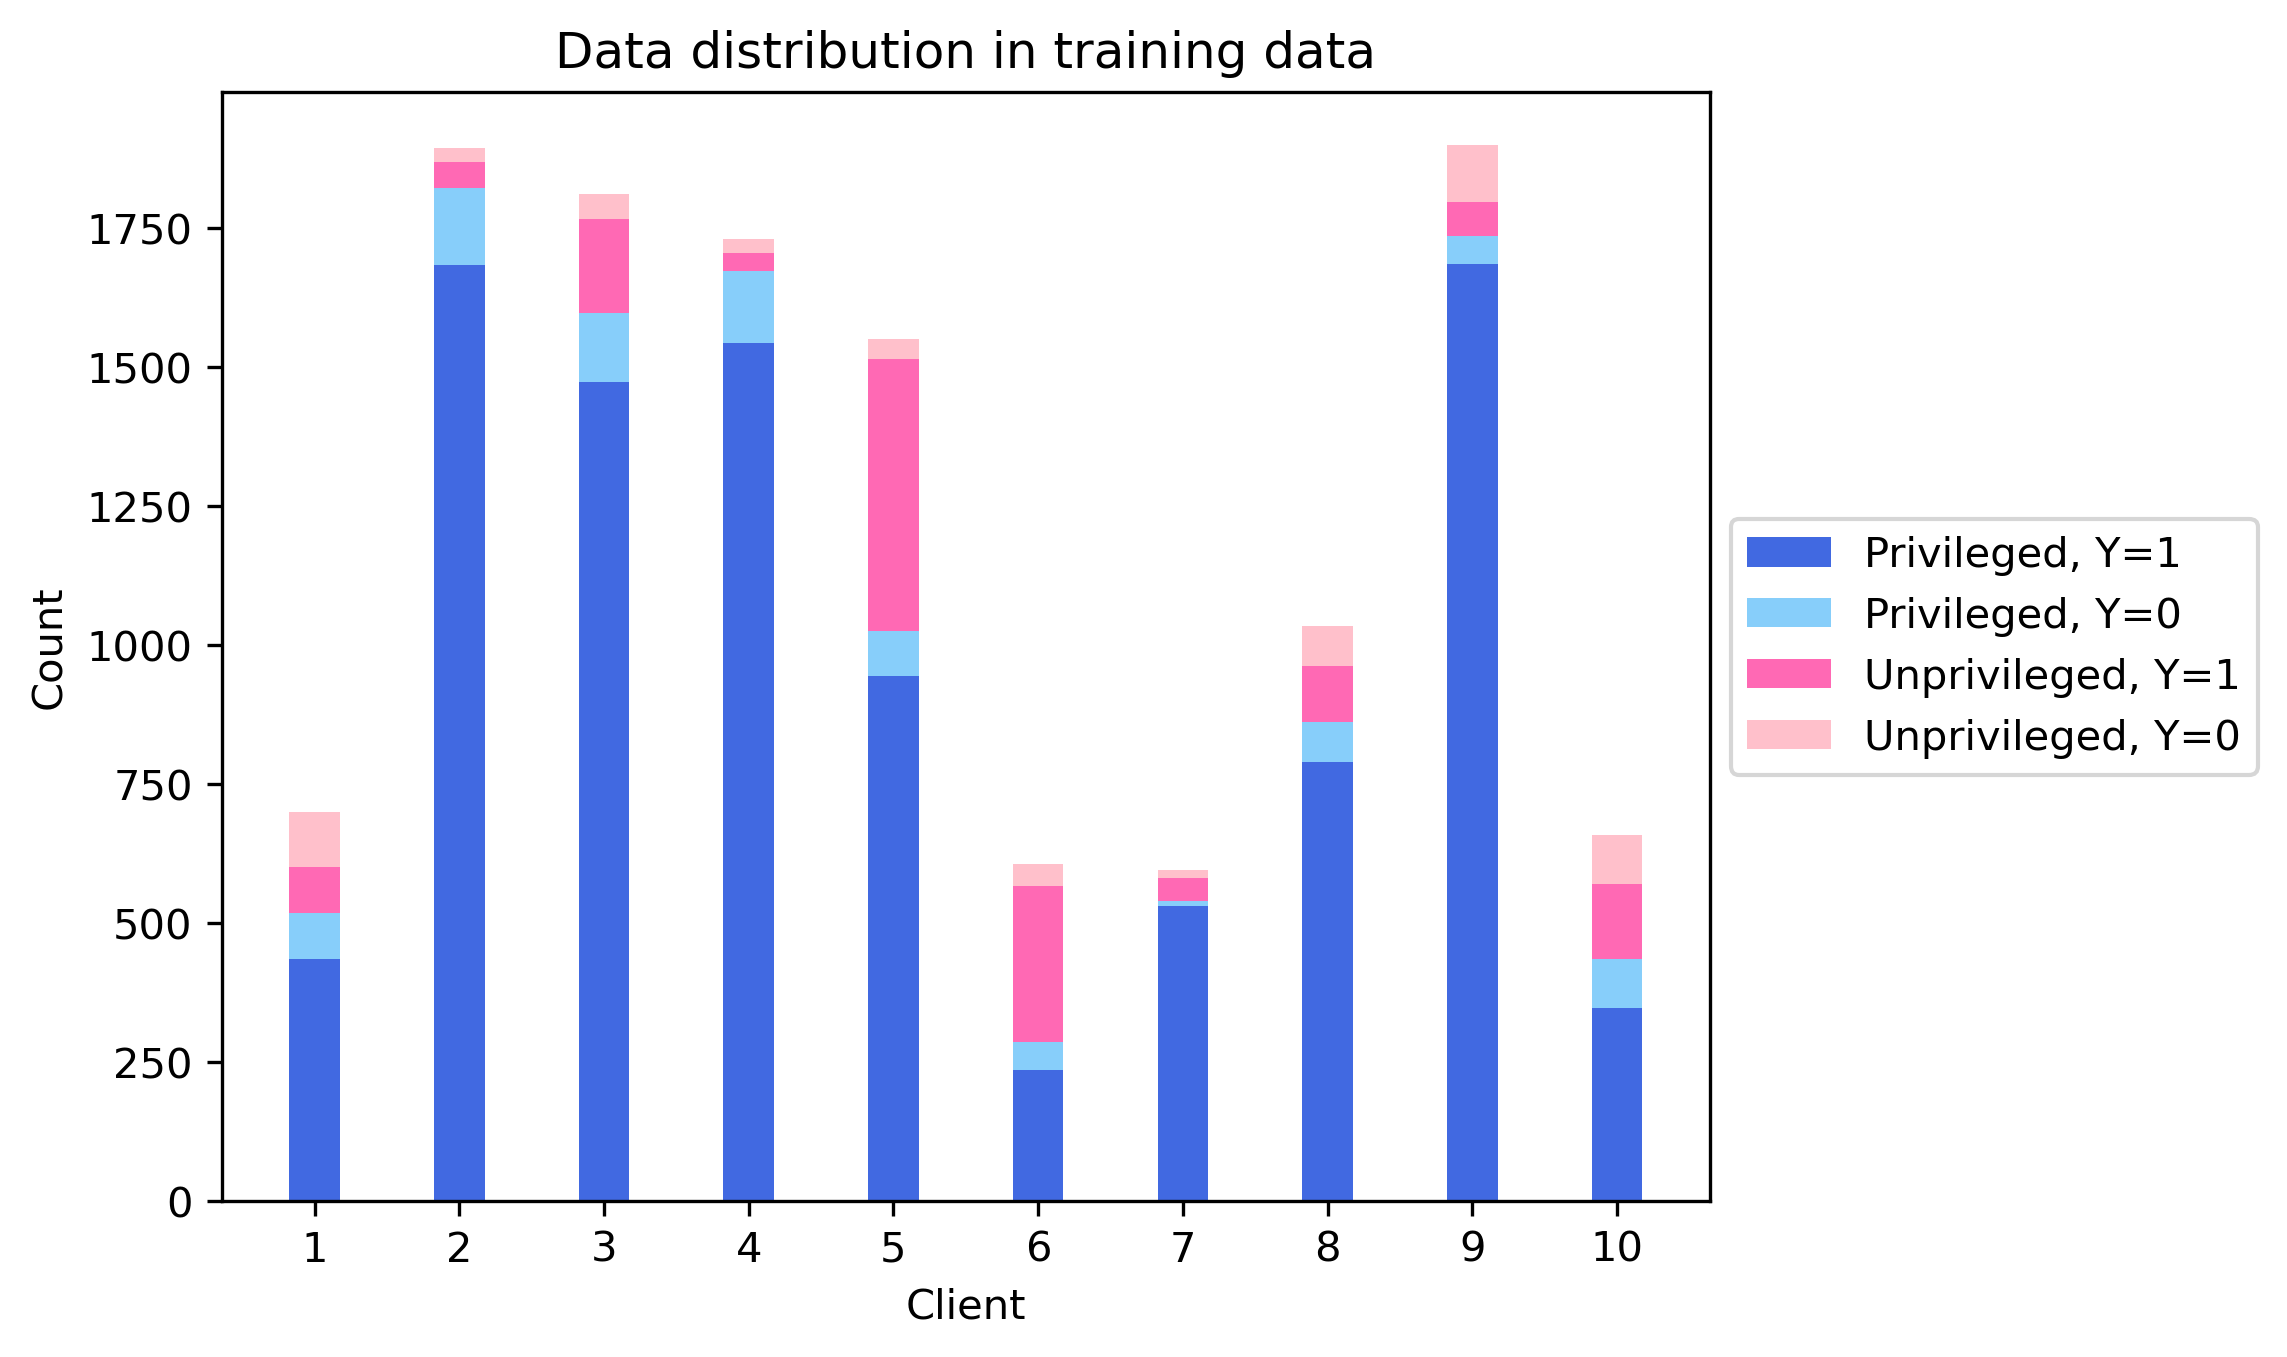 Data distribution in training data
Count
1750
1500
1250
1000
750
500
250
0
1 2 3 4 5 6 7 8 9 10
Client
Privileged, Y=1
Privileged, Y=0
Unprivileged, Y=1
Unprivileged, Y=0